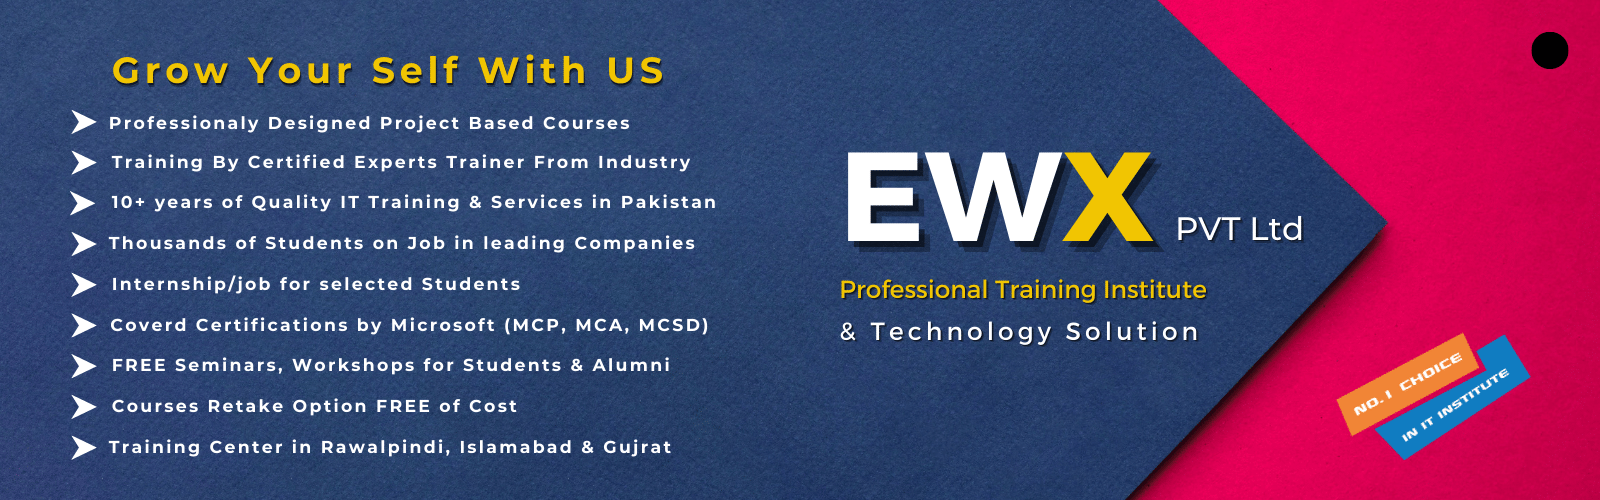 Grow Your Self With US
Professionaly Designed Project Based Courses
Training By Certified Experts Trainer From Industry
10+ years of Quality IT Training & Services in Pakistan
Thousands of Students on Job in leading Companies
Internship/job for selected Students
Coverd Certifications by Microsoft (MCP, MCA, MCSD)
FREE Seminars, Workshops for Students & Alumni
Courses Retake Option FREE of Cost
Training Center in Rawalpindi, Islamabad & Gujrat
EWX PVT Ltd
Professional Training Institute
& Technology Solution
NO.1 CHOICE
IN IT INSTITUTE